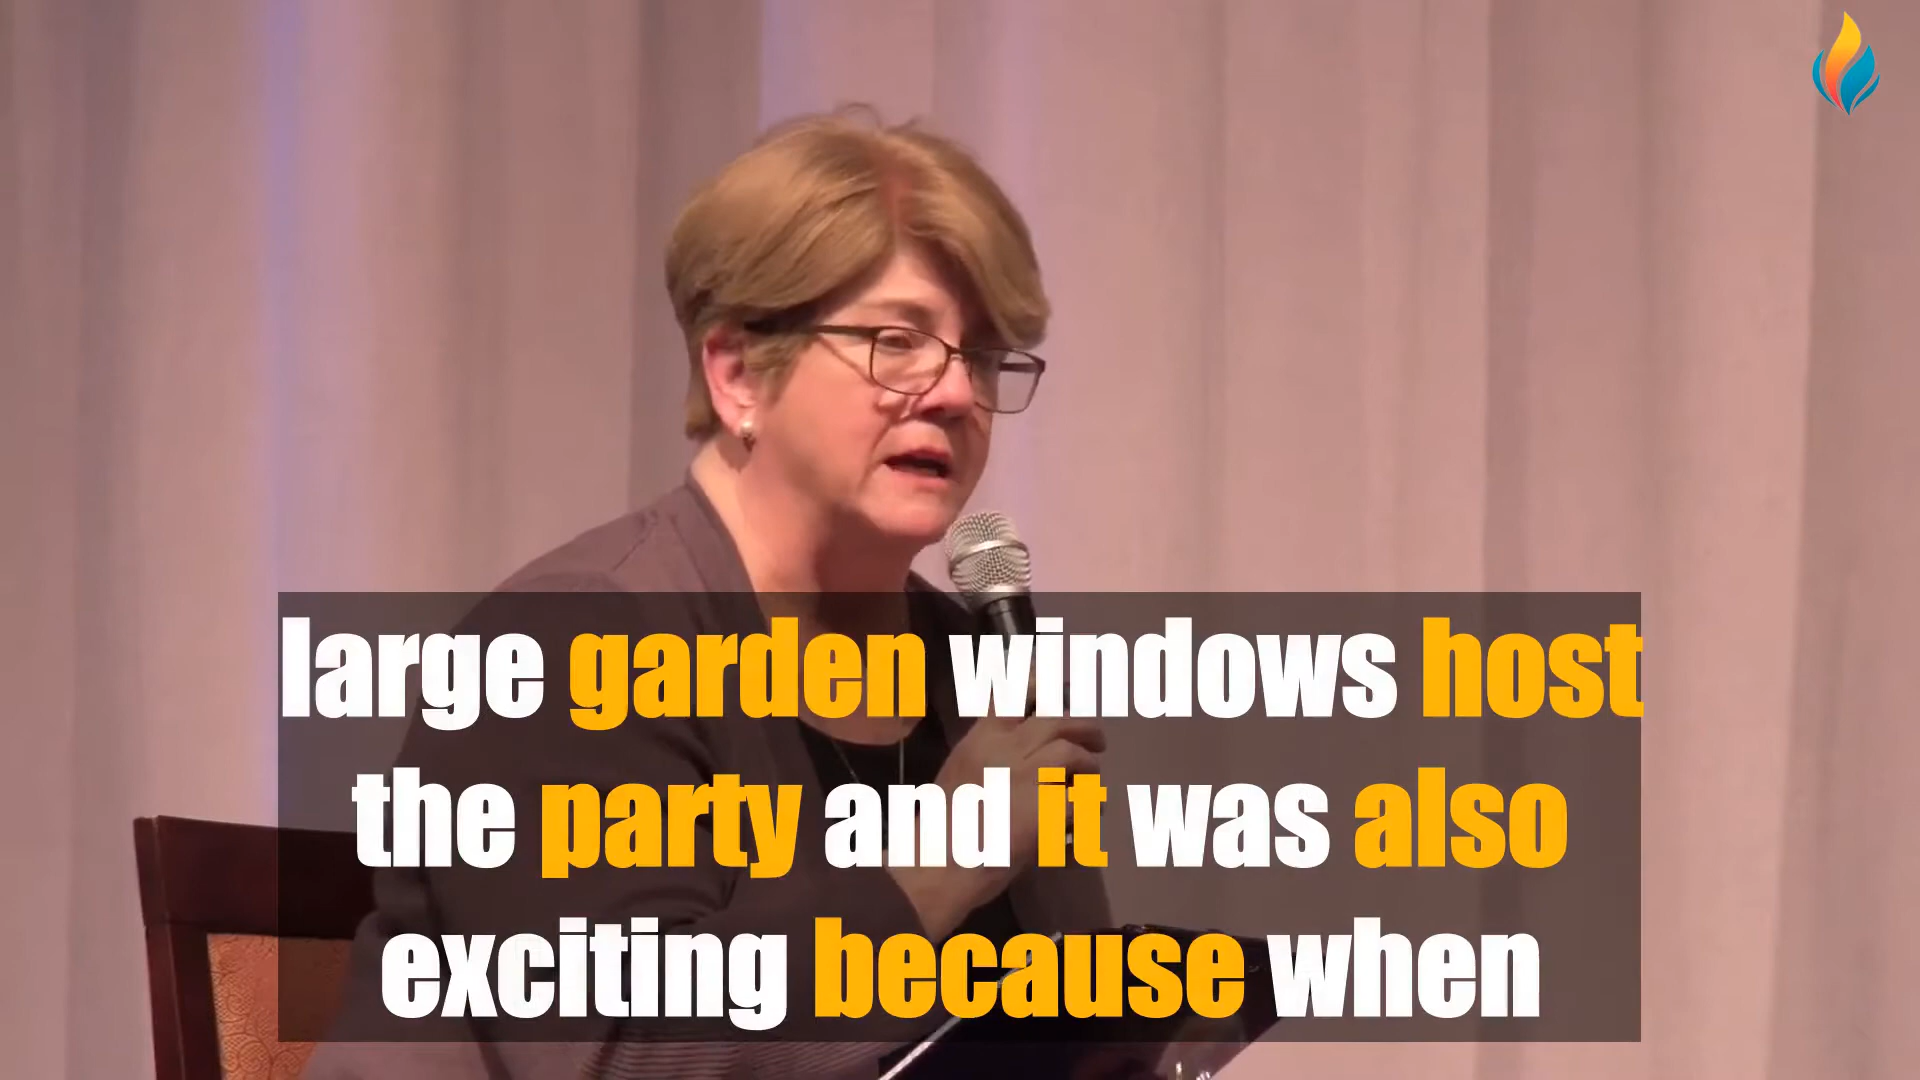 large garden windows host
the party and it was also
exciting because when